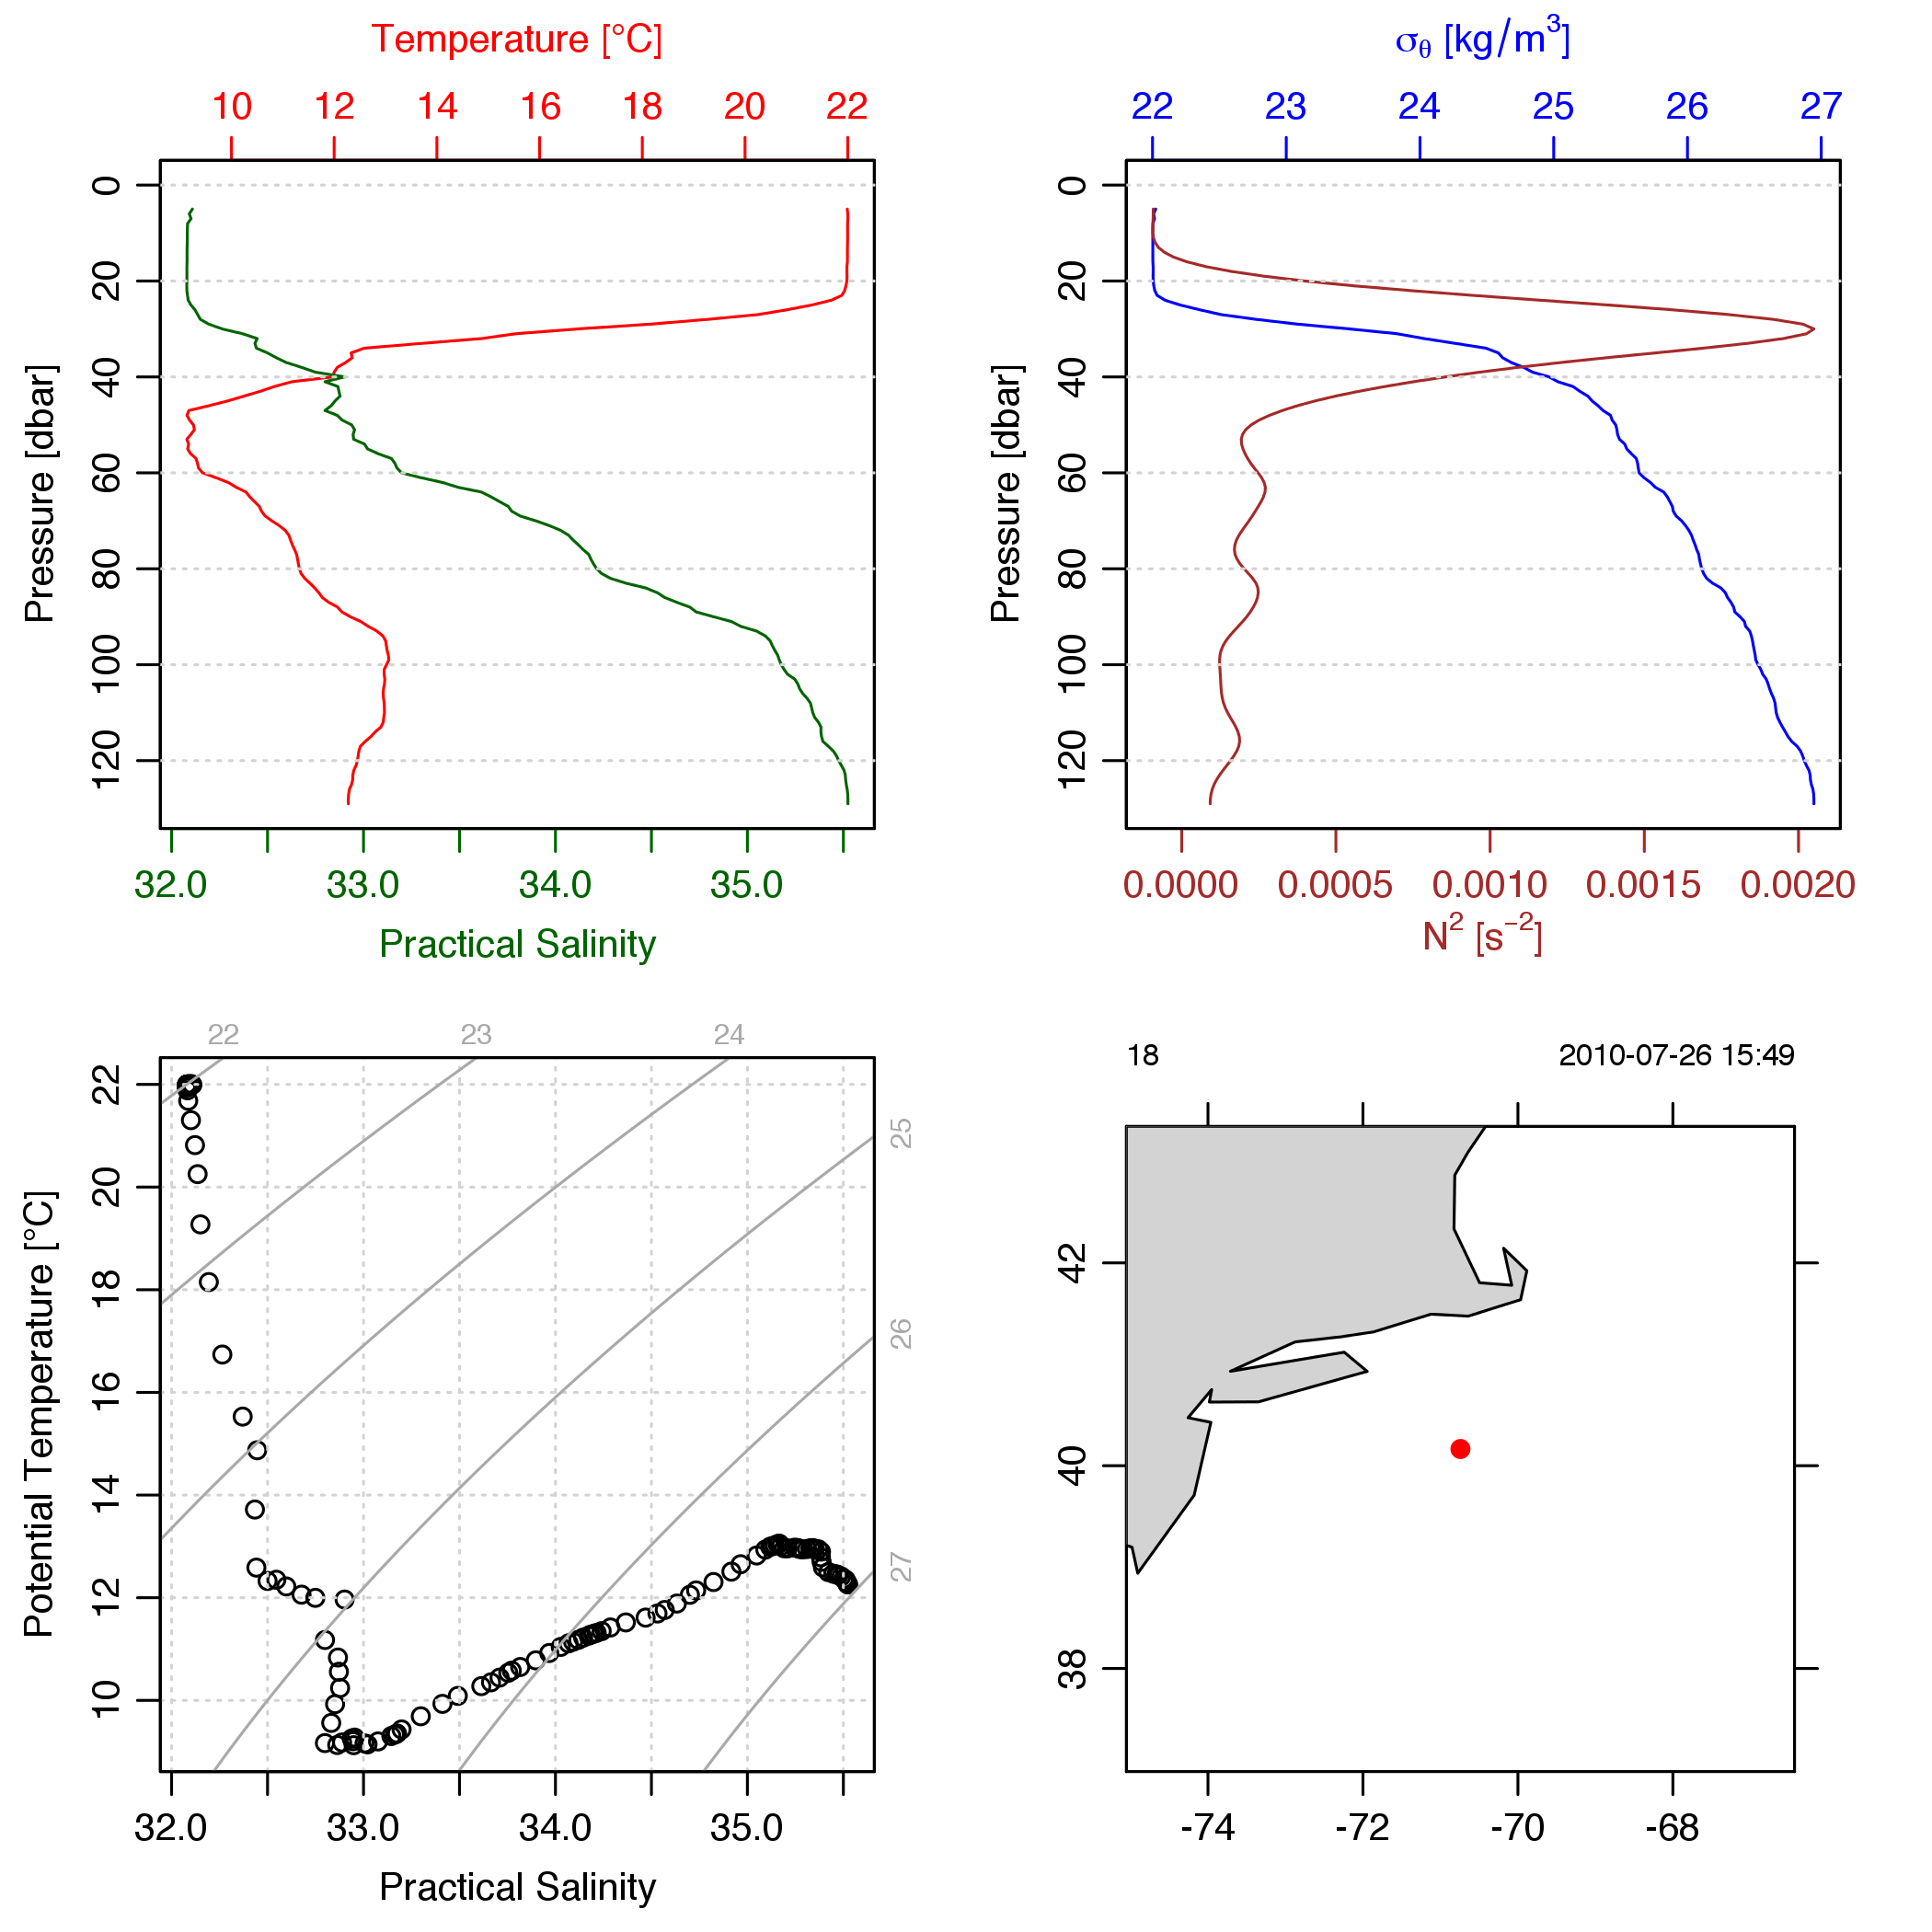 Temperature [°C]
10 12 14 16 18 20 22
0
20
40
60
80
100
120
Pressure [dbar]
32.0 33.0 34.0 35.0
Practical Salinity
σθ [kg/m³]
22 23 24 25 26 27
0
20
40
60
80
100
120
Pressure [dbar]
0.0000 0.0005 0.0010 0.0015 0.0020
N² [s⁻²]
22 23 24
25
26
27
22
20
18
16
14
12
10
Potential Temperature [°C]
32.0 33.0 34.0 35.0
Practical Salinity
18 2010-07-26 15:49
42
40
38
-74 -72 -70 -68